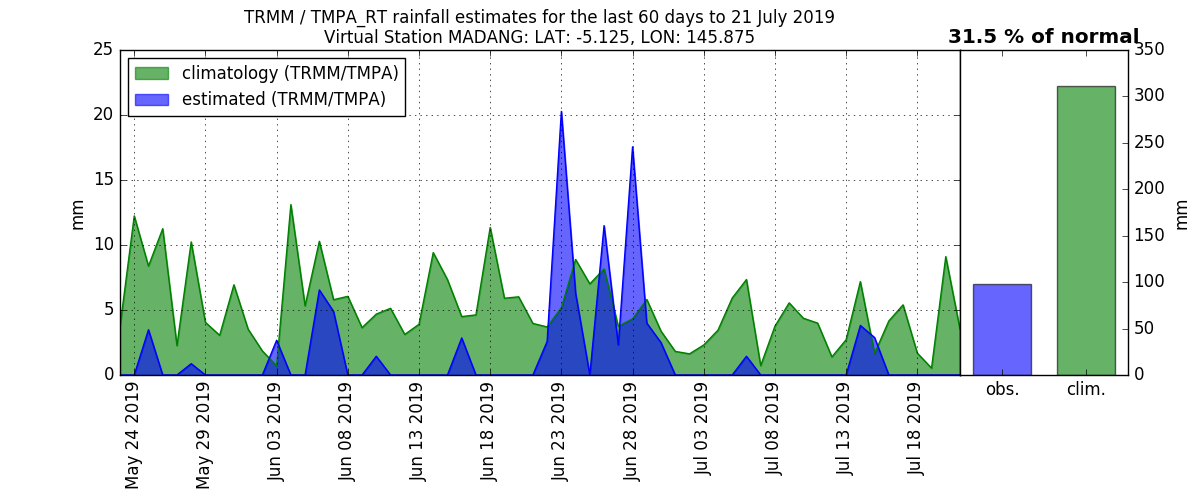 TRMM / TMPA_RT rainfall estimates for the last 60 days to 21 July 2019
Virtual Station MADANG: LAT: -5.125, LON: 145.875
31.5 % of normal
climatology (TRMM/TMPA)
estimated (TRMM/TMPA)
25
20
15
10
5
0
mm
May 24 2019
May 29 2019
Jun 03 2019
Jun 08 2019
Jun 13 2019
Jun 18 2019
Jun 23 2019
Jun 28 2019
Jul 03 2019
Jul 08 2019
Jul 13 2019
Jul 18 2019
obs.
clim.
350
300
250
200
150
100
50
0
mm